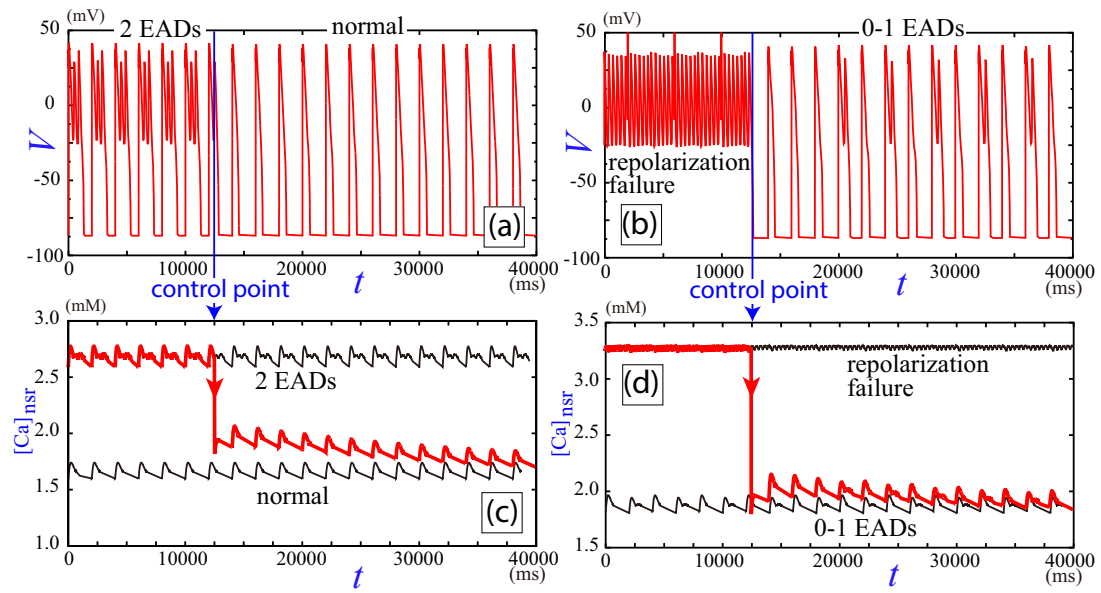 (mV)
2 EADs
normal
50
0
-50
-100
V
(a)
0
10000
20000
30000
40000
t
(ms)
(mV)
0-1 EADs
50
0
-50
-100
V
repolarization
failure
(b)
0
10000
20000
30000
40000
t
(ms)
control point
control point
(mM)
3.0
2.5
2.0
1.5
1.0
[Ca]nsr
2 EADs
normal
(c)
0
10000
20000
30000
40000
t
(ms)
(mM)
3.5
3.0
2.5
2.0
1.5
[Ca]nsr
repolarization
failure
(d)
0-1 EADs
0
10000
20000
30000
40000
t
(ms)